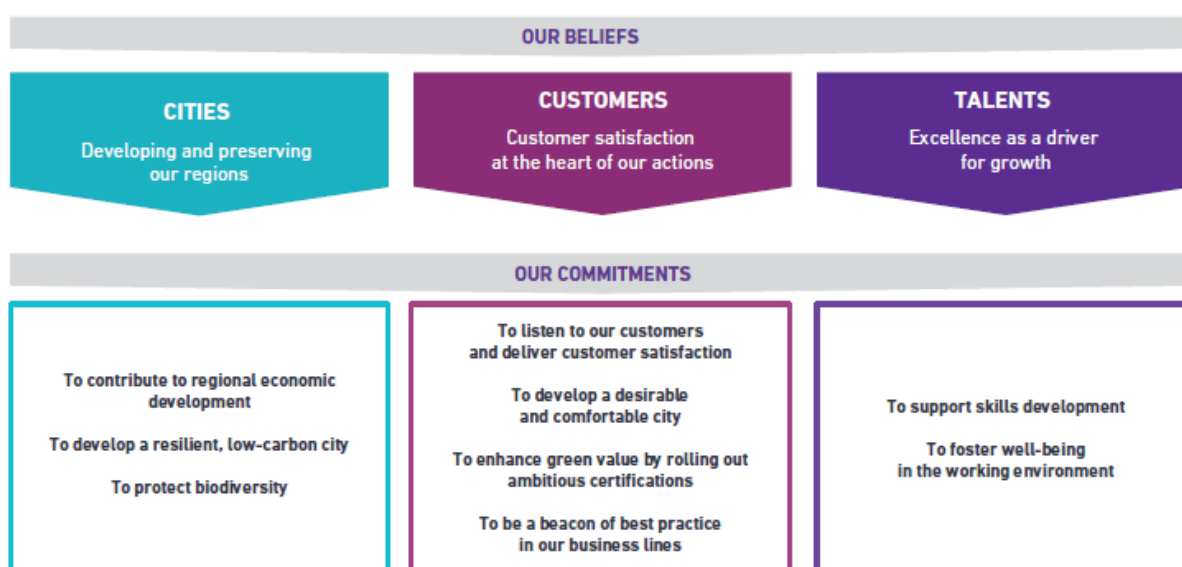 OUR BELIEFS
CITIES
Developing and preserving
our regions
CUSTOMERS
Customer satisfaction
at the heart of our actions
TALENTS
Excellence as a driver
for growth
OUR COMMITMENTS
To contribute to regional economic
development
To develop a resilient, low-carbon city
To protect biodiversity
To listen to our customers
and deliver customer satisfaction
To develop a desirable
and comfortable city
To enhance green value by rolling out
ambitious certifications
To be a beacon of best practice
in our business lines
To support skills development
To foster well-being
in the working environment